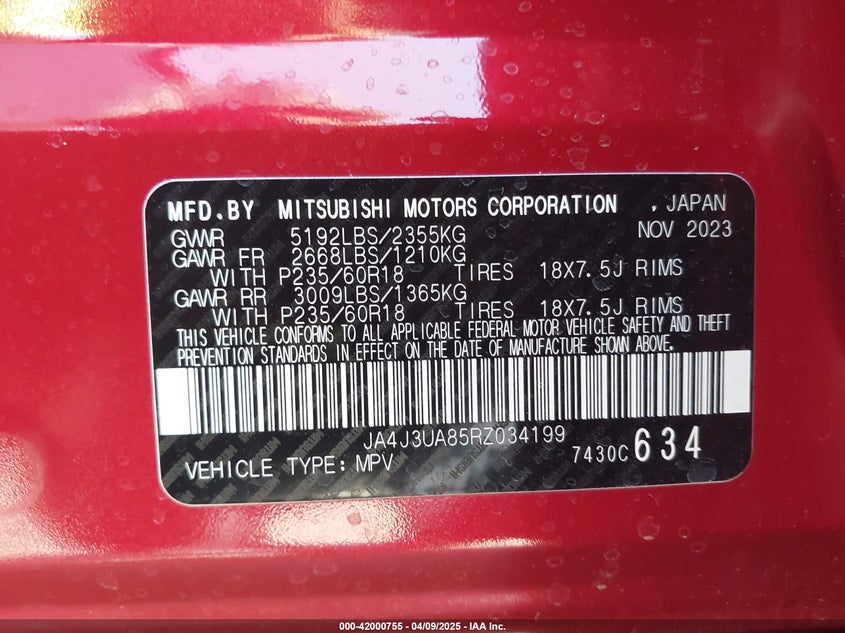 MFD.BY MITSUBISHI MOTORS CORPORATION , JAPAN
GVWR 5192LBS/2355KG NOV 2023
GAWR FR 2668LBS/1210KG
WITH P235/60R18 TIRES 18X7.5J RIMS
GAWR RR 3009LBS/1365KG
WITH P235/60R18 TIRES 18X7.5J RIMS
THIS VEHICLE CONFORMS TO ALL APPLICABLE FEDERAL MOTOR VEHICLE SAFETY AND THEFT
PREVENTION STANDARDS IN EFFECT ON THE DATE OF MANUFACTURE SHOWN ABOVE.
JA4J3UA85RZ034199
VEHICLE TYPE: MPV 7430C 634
000-42000755 - 04/09/2025 - IAA Inc.